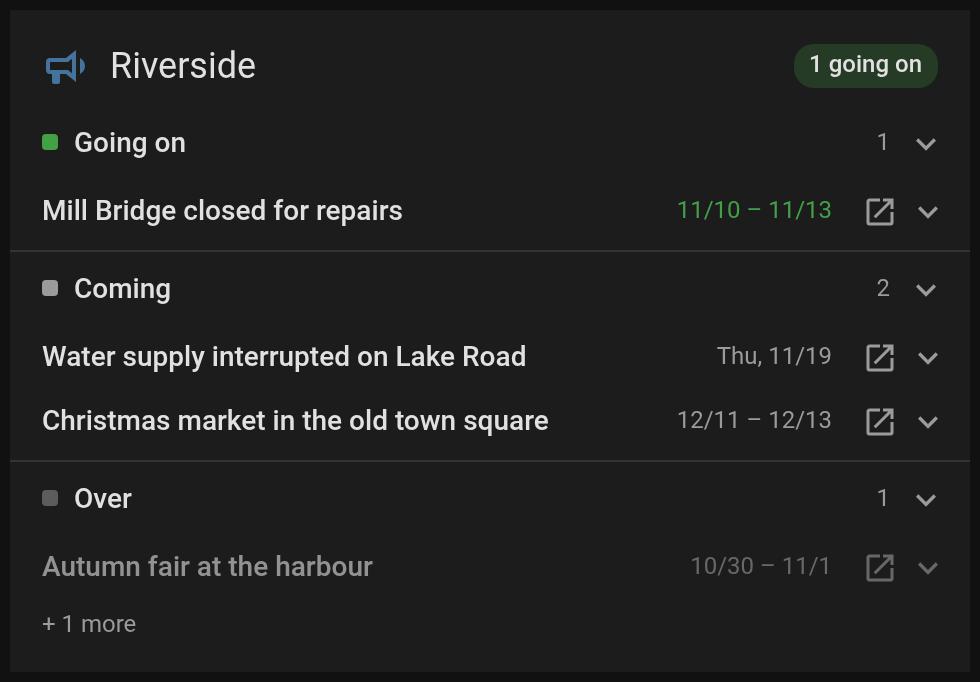 Riverside
1 going on
Going on
1
Mill Bridge closed for repairs
11/10 – 11/13
Coming
2
Water supply interrupted on Lake Road
Thu, 11/19
Christmas market in the old town square
12/11 – 12/13
Over
1
Autumn fair at the harbour
10/30 – 11/1
+ 1 more